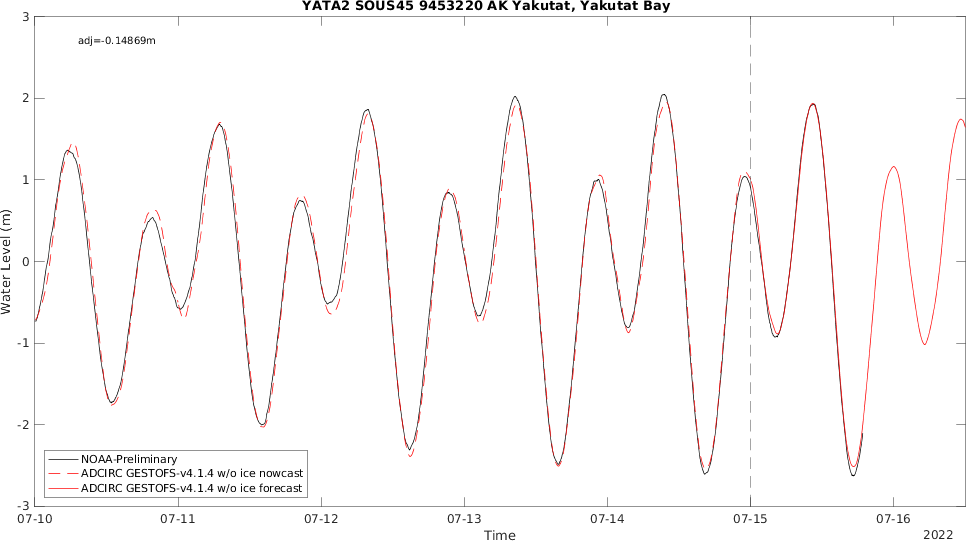 YATA2 SOUS45 9453220 AK Yakutat, Yakutat Bay
adj=-0.14869m
3
2
1
0
-1
-2
-3
Water Level (m)
NOAA-Preliminary
ADCIRC GESTOFS-v4.1.4 w/o ice nowcast
ADCIRC GESTOFS-v4.1.4 w/o ice forecast
07-10 07-11 07-12 07-13 07-14 07-15 07-16
Time
2022